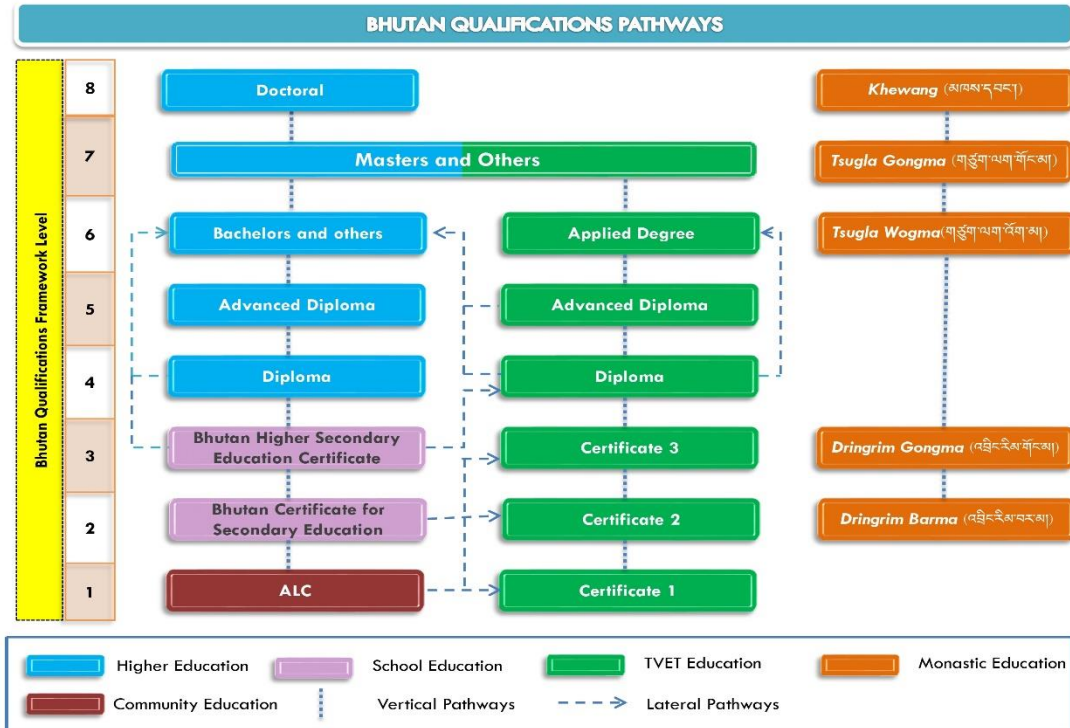 BHUTAN QUALIFICATIONS PATHWAYS
Bhutan Qualifications Framework Level
8
Doctoral
Khewang (མཁས་དབང་།)
7
Masters and Others
Tsugla Gongma (གཙུག་ལག་གོང་མ།)
6
Bachelors and others
Applied Degree
Tsugla Wogma(གཙུག་ལག་འོག་མ།)
5
Advanced Diploma
Advanced Diploma
4
Diploma
Diploma
3
Bhutan Higher Secondary
Education Certificate
Certificate 3
Dringrim Gongma (འབྲིང་རིམ་གོང་མ།)
2
Bhutan Certificate for
Secondary Education
Certificate 2
Dringrim Barma (འབྲིང་རིམ་བར་མ།)
1
ALC
Certificate 1
Higher Education
School Education
TVET Education
Monastic Education
Community Education
Vertical Pathways
Lateral Pathways